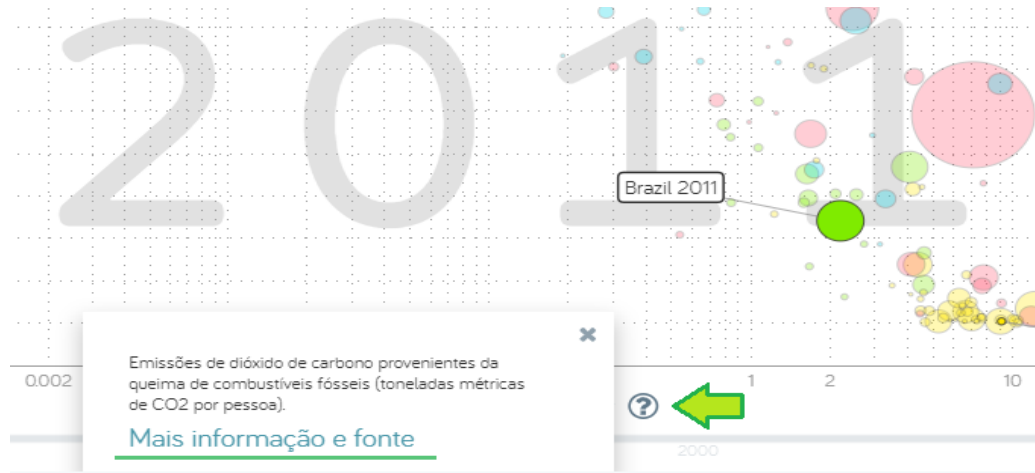 2011
Brazil 2011
Emissões de dióxido de carbono provenientes da
queima de combustíveis fósseis (toneladas métricas
de CO2 por pessoa).
Mais informação e fonte
0.002
1
2
10
?
2000